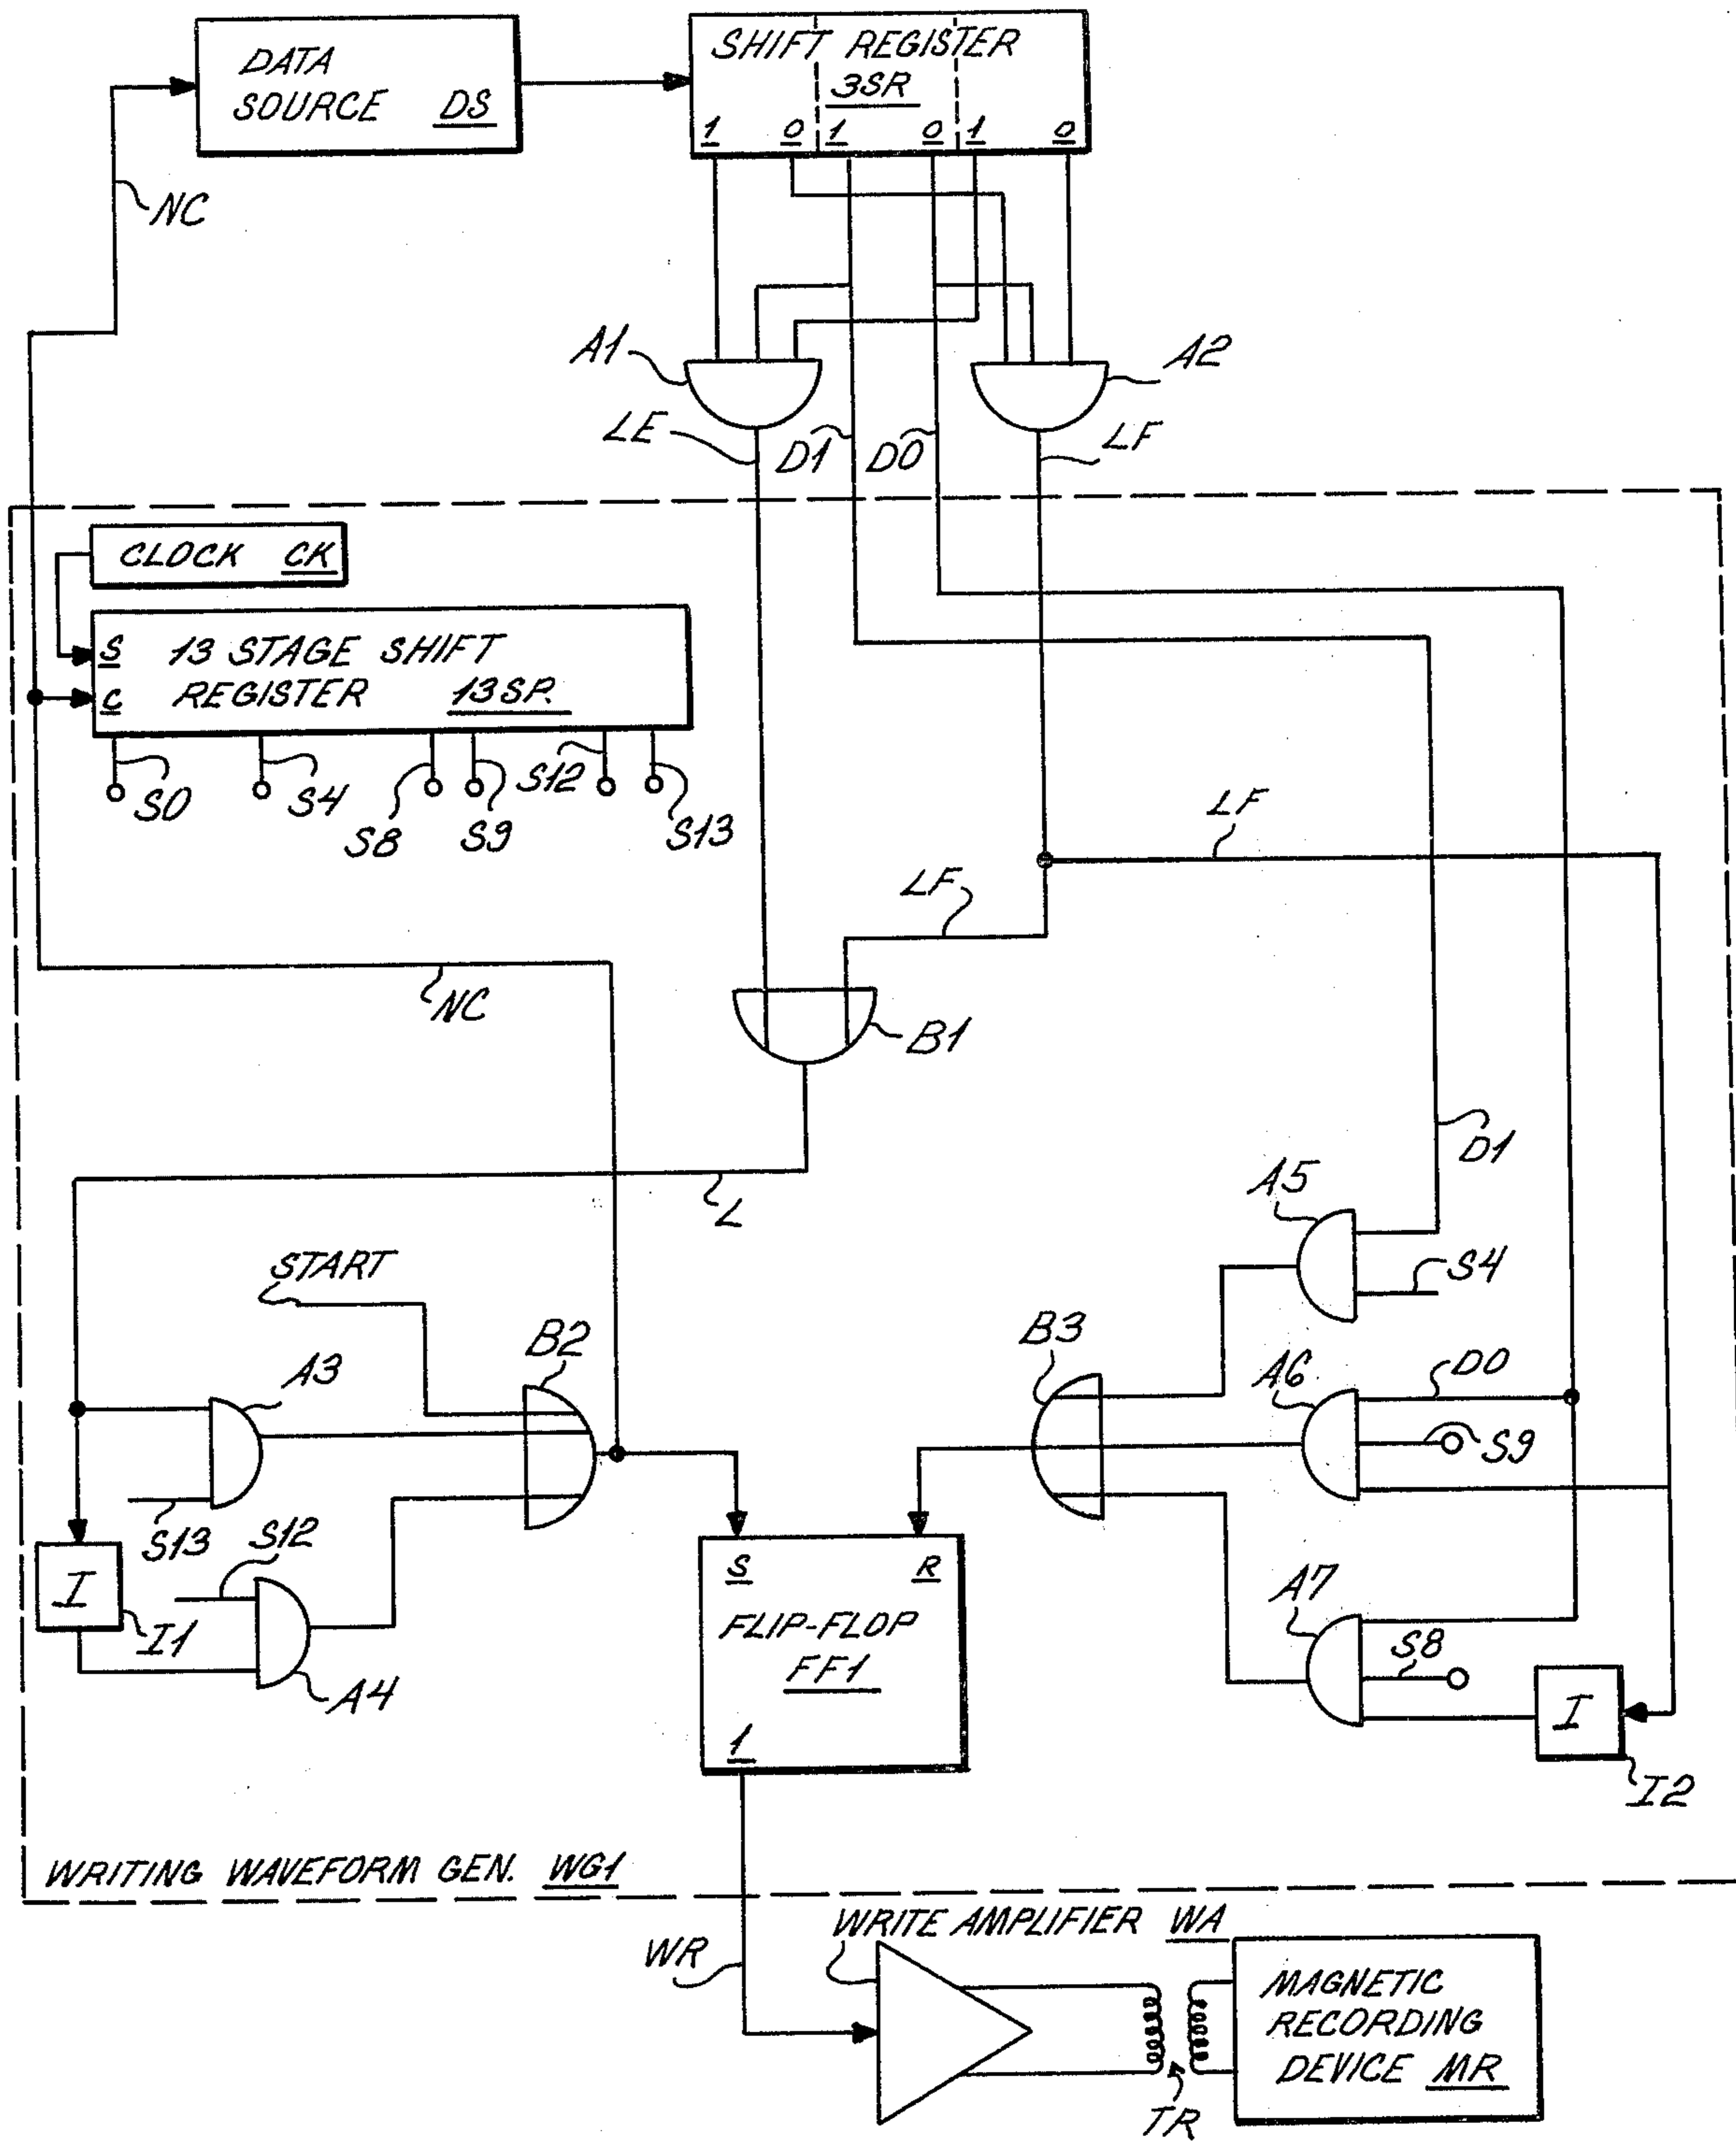 DATA
SOURCE DS
SHIFT REGISTER
3SR
1 0 1 0 1 0
NC
A1
A2
LE
D1
D0
LF
CLOCK CK
S 13 STAGE SHIFT
C REGISTER 13SR
S0
S4
S8
S9
S12
S13
LF
LF
NC
B1
L
D1
A5
S4
START
B2
B3
A3
A6
D0
S9
S13
S12
I
I1
A4
S R
FLIP-FLOP
FF1
1
A7
S8
I
I2
WRITING WAVEFORM GEN. WG1
WRITE AMPLIFIER WA
WR
MAGNETIC
RECORDING
DEVICE MR
TR